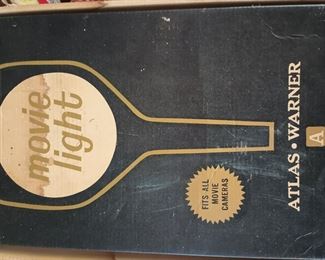 movie
light
FITS ALL
MOVIE
CAMERAS
ATLAS • WARNER
A